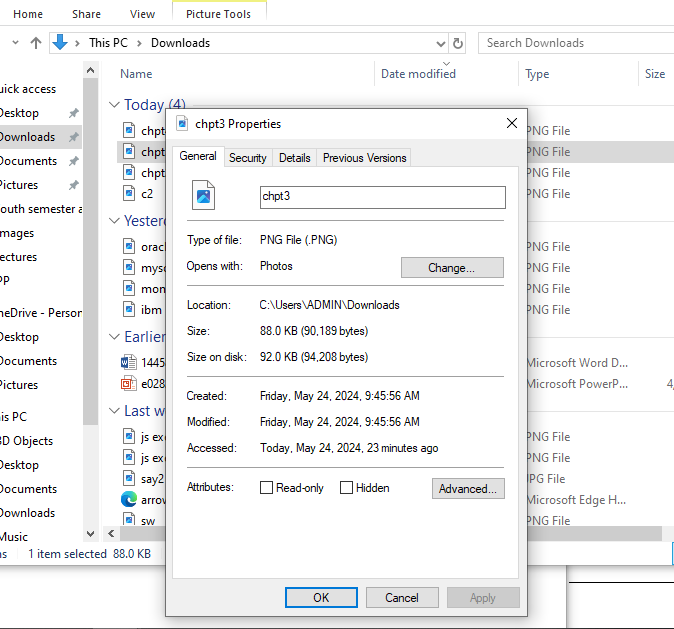 Home Share View Picture Tools
This PC Downloads Search Downloads
Name Date modified Type Size
Today (4)
chpt3 Properties
General Security Details Previous Versions
chpt3
Type of file: PNG File (.PNG)
Opens with: Photos Change...
Location: C:\Users\ADMIN\Downloads
Size: 88.0 KB (90,189 bytes)
Size on disk: 92.0 KB (94,208 bytes)
Created: Friday, May 24, 2024, 9:45:56 AM
Modified: Friday, May 24, 2024, 9:45:56 AM
Accessed: Today, May 24, 2024, 23 minutes ago
Attributes: Read-only Hidden Advanced...
OK Cancel Apply
uick access
Desktop
Downloads
Documents
Pictures
outh semester a
mages
ectures
op
neDrive - Person
Desktop
Documents
Pictures
is PC
3D Objects
Desktop
Documents
Downloads
Music
chpt PNG File
chpt PNG File
chpt PNG File
c2 PNG File
Yester
orac PNG File
mysc PNG File
mon PNG File
ibm PNG File
Earlier
1445 Microsoft Word D...
e028 Microsoft PowerP... 4,
Last w
js exe PNG File
js exe PNG File
say2 JPG File
arrow Microsoft Edge H...
sw PNG File
ns 1 item selected 88.0 KB